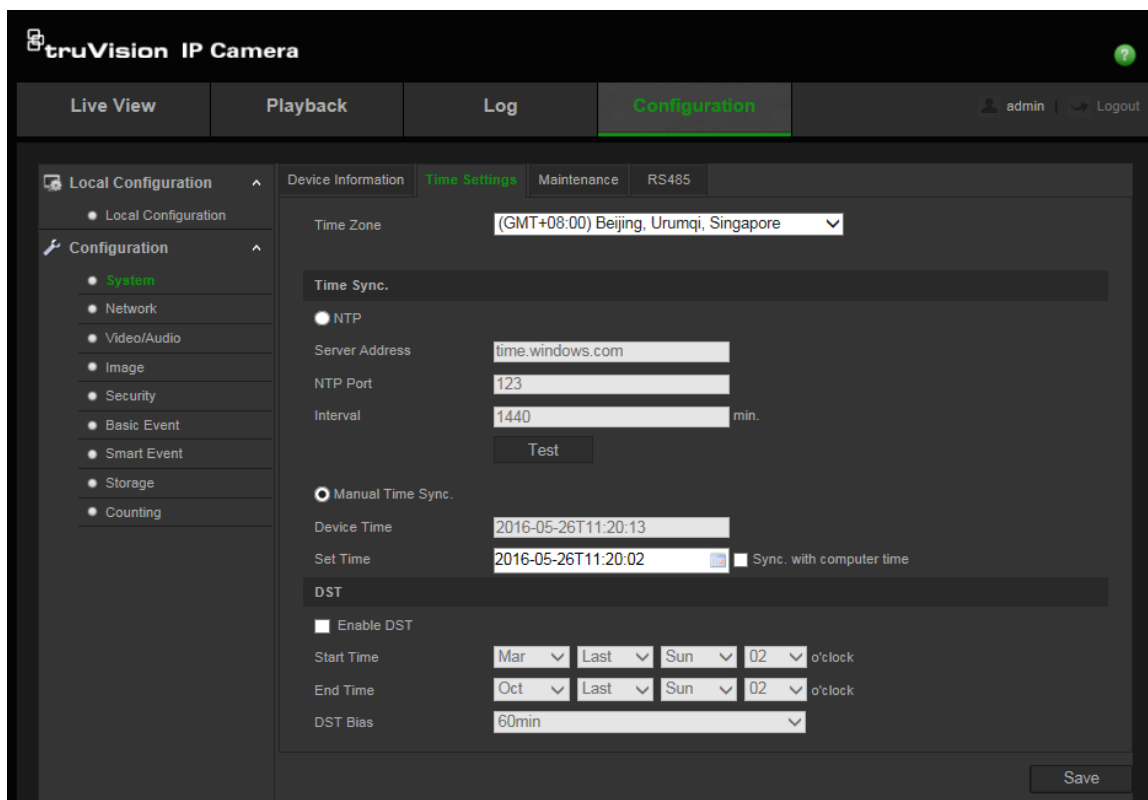 truVision IP Camera
?
Live View Playback Log Configuration admin | Logout
Local Configuration
Local Configuration
Configuration
System
Network
Video/Audio
Image
Security
Basic Event
Smart Event
Storage
Counting
Device Information Time Settings Maintenance RS485
Time Zone (GMT+08:00) Beijing, Urumqi, Singapore
Time Sync.
NTP
Server Address time.windows.com
NTP Port 123
Interval 1440 min.
Test
Manual Time Sync.
Device Time 2016-05-26T11:20:13
Set Time 2016-05-26T11:20:02 Sync. with computer time
DST
Enable DST
Start Time Mar Last Sun 02 o'clock
End Time Oct Last Sun 02 o'clock
DST Bias 60min
Save